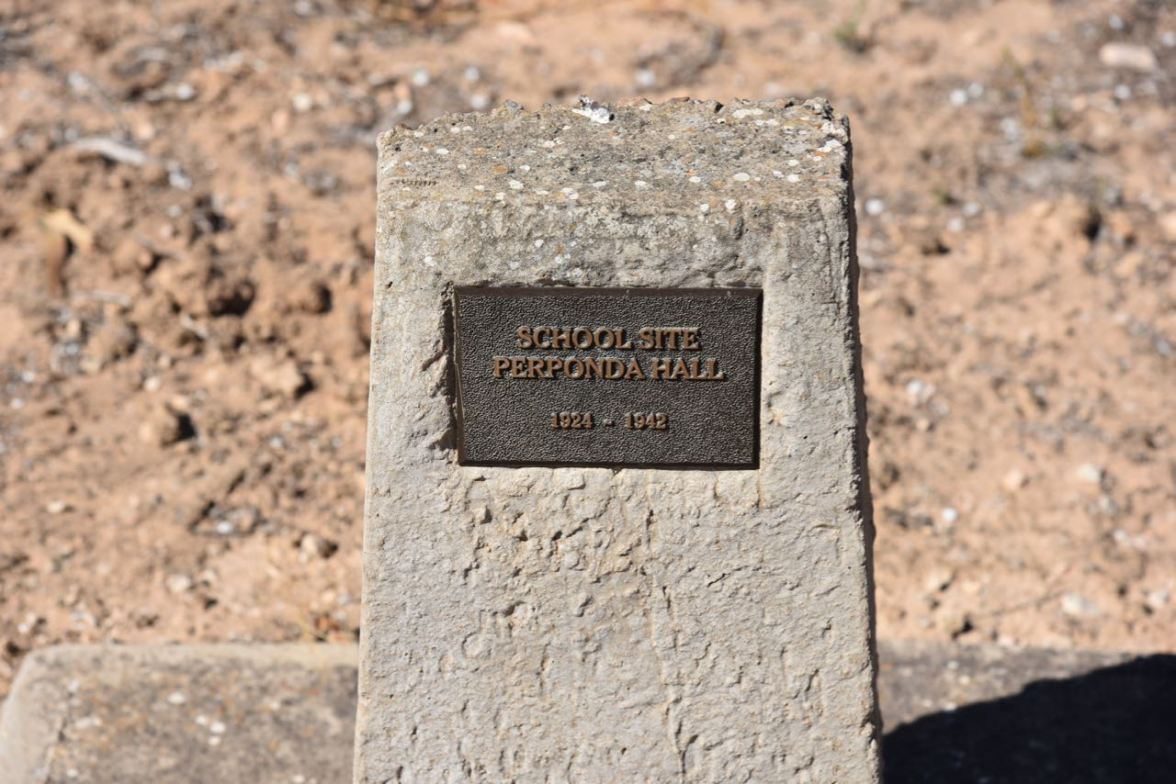 SCHOOL SITE
PERPONDA HALL
1924 - 1942